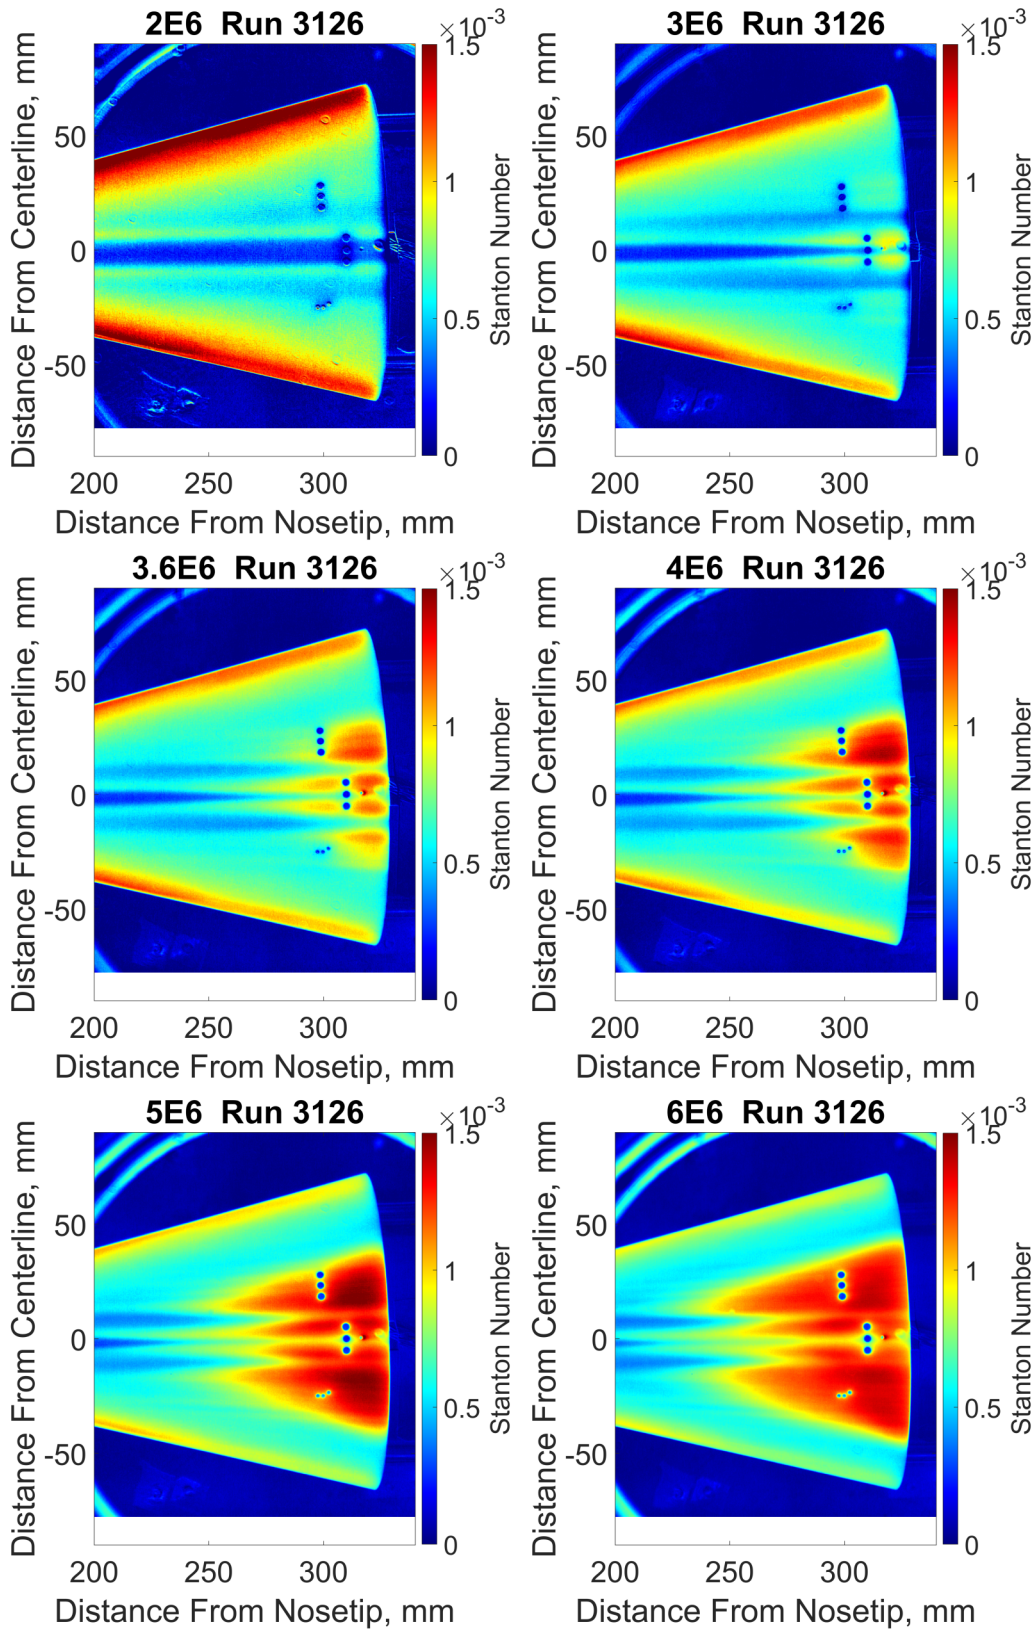 2E6 Run 3126
×10-3
Distance From Centerline, mm
50
0
-50
200 250 300
Distance From Nosetip, mm
1.5
1
0.5
0
Stanton Number
3E6 Run 3126
×10-3
Distance From Centerline, mm
50
0
-50
200 250 300
Distance From Nosetip, mm
1.5
1
0.5
0
Stanton Number
3.6E6 Run 3126
×10-3
Distance From Centerline, mm
50
0
-50
200 250 300
Distance From Nosetip, mm
1.5
1
0.5
0
Stanton Number
4E6 Run 3126
×10-3
Distance From Centerline, mm
50
0
-50
200 250 300
Distance From Nosetip, mm
1.5
1
0.5
0
Stanton Number
5E6 Run 3126
×10-3
Distance From Centerline, mm
50
0
-50
200 250 300
Distance From Nosetip, mm
1.5
1
0.5
0
Stanton Number
6E6 Run 3126
×10-3
Distance From Centerline, mm
50
0
-50
200 250 300
Distance From Nosetip, mm
1.5
1
0.5
0
Stanton Number